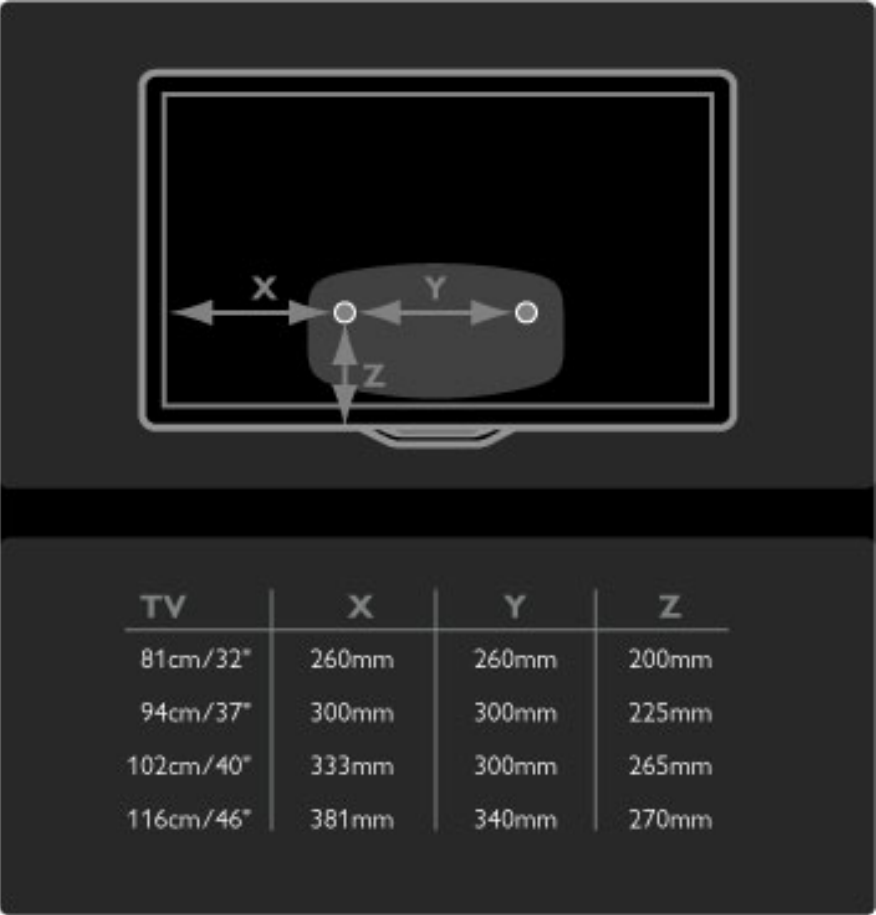 X Y
Z
TV X Y Z
81cm/32" 260mm 260mm 200mm
94cm/37" 300mm 300mm 225mm
102cm/40" 333mm 300mm 265mm
116cm/46" 381mm 340mm 270mm